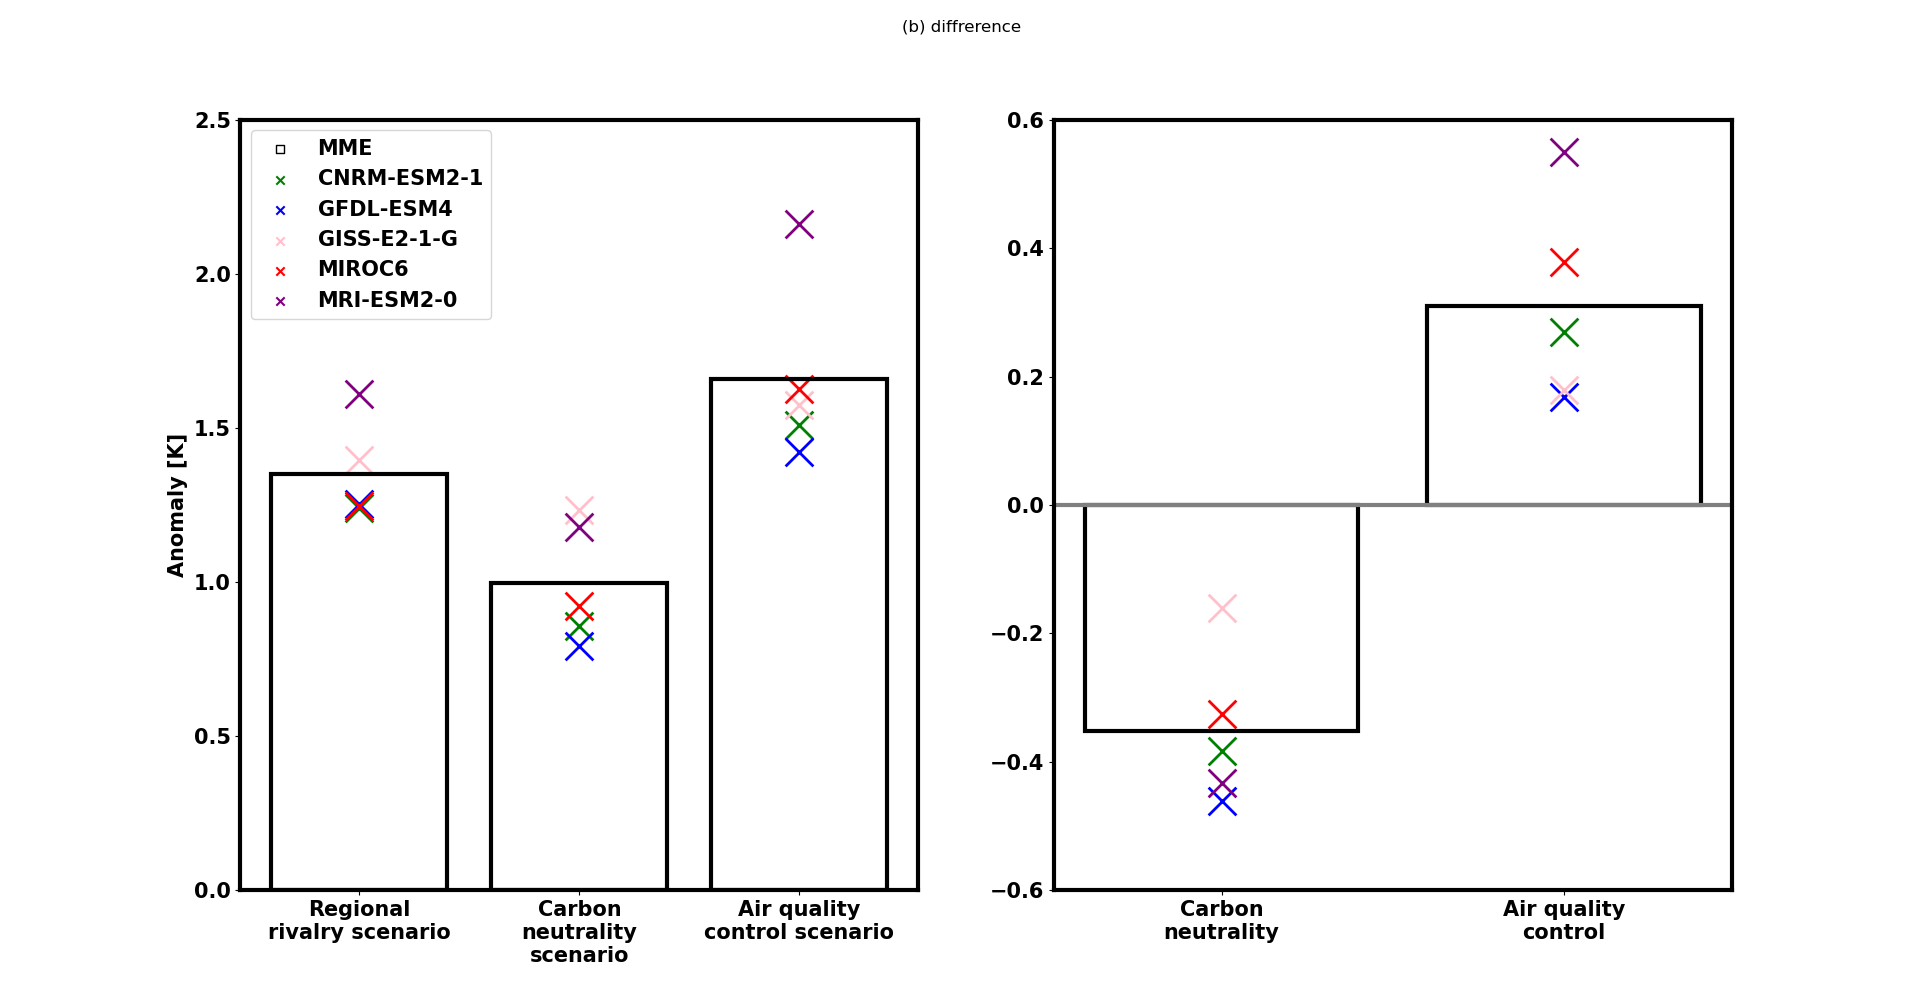 (b) diffrerence
2.5
2.0
1.5
1.0
0.5
0.0
Anomaly [K]
MME
CNRM-ESM2-1
GFDL-ESM4
GISS-E2-1-G
MIROC6
MRI-ESM2-0
Regional
rivalry scenario
Carbon
neutrality
scenario
Air quality
control scenario
0.6
0.4
0.2
0.0
−0.2
−0.4
−0.6
Carbon
neutrality
Air quality
control